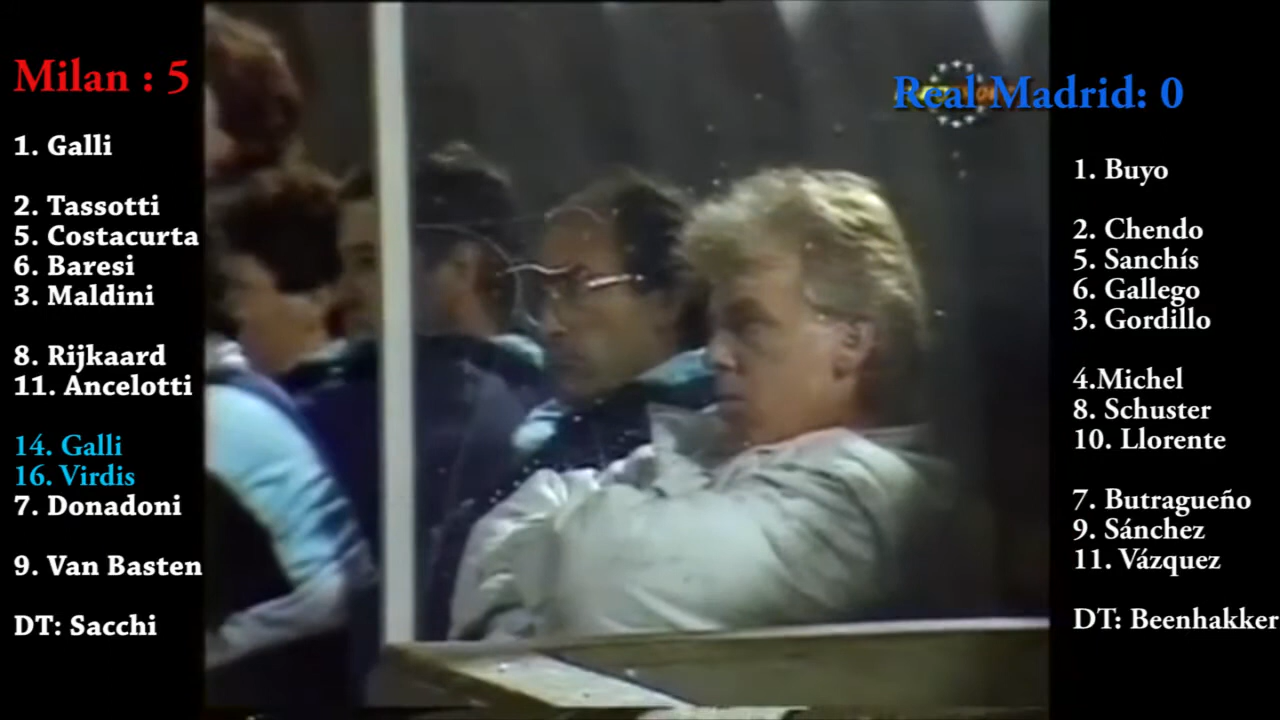 Milan : 5
1. Galli
2. Tassotti
5. Costacurta
6. Baresi
3. Maldini
8. Rijkaard
11. Ancelotti
14. Galli
16. Virdis
7. Donadoni
9. Van Basten
DT: Sacchi
Real Madrid: 0
1. Buyo
2. Chendo
5. Sanchís
6. Gallego
3. Gordillo
4.Michel
8. Schuster
10. Llorente
7. Butragueño
9. Sánchez
11. Vázquez
DT: Beenhakker